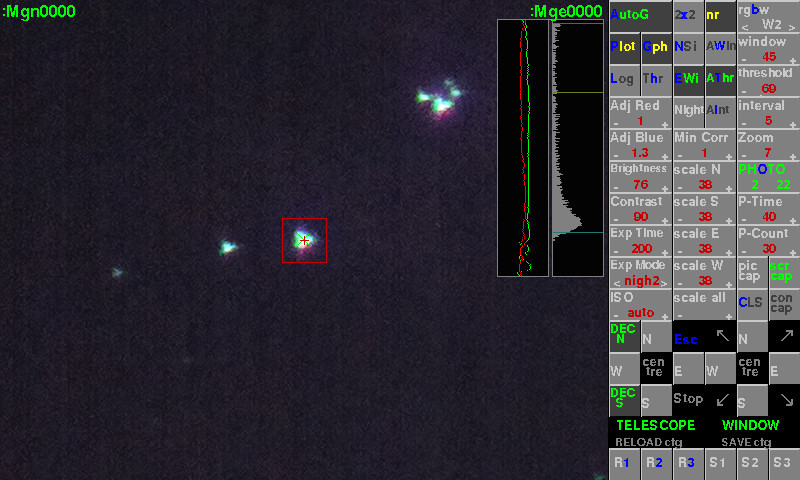 :Mgn0000
:Mge0000
AutoG 2x2 nr rgbw
< W2 >
Plot Gph NSi AWin window
- 45 +
Log Thr EWi AThr threshold
- 69 +
Adj Red Night AInt interval
- 1 + - 5 +
Adj Blue Min Corr Zoom
- 1.3 + - 1 + - 7 +
Brightness scale N PHOTO
- 76 + - 38 + 2 22
Contrast scale S P-Time
- 90 + - 38 + - 40 +
Exp Time scale E P-Count
- 200 + - 38 + - 30 +
Exp Mode scale W pic cap scr cap
< nigh2 > - 38 +
ISO scale all CLS con cap
- auto + - +
DEC N N Esc ↖ N ↗
W cen tre E W cen tre E
DEC S S Stop ↙ S ↘
TELESCOPE WINDOW
RELOAD cfg SAVE cfg
R1 R2 R3 S1 S2 S3